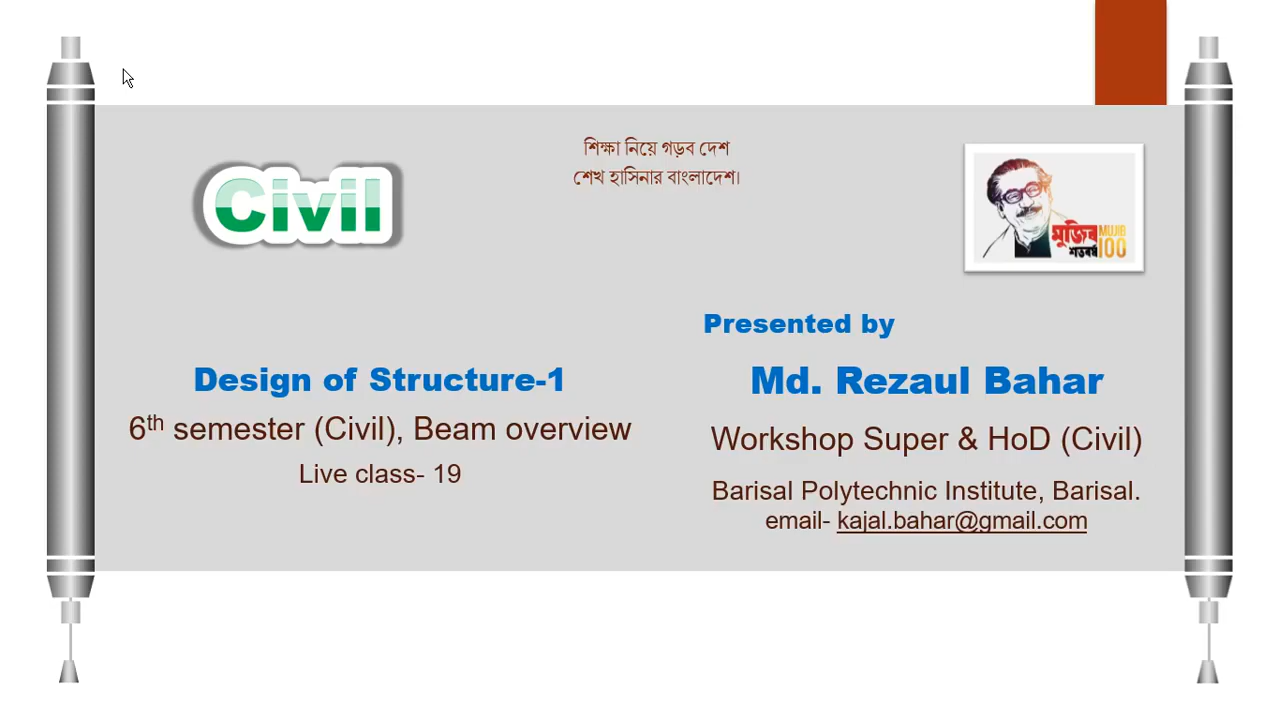 শিক্ষা নিয়ে গড়ব দেশ
শেখ হাসিনার বাংলাদেশ।
Civil
মুজিব MUJIB
শতবর্ষ 100
Presented by
Design of Structure-1
6th semester (Civil), Beam overview
Live class- 19
Md. Rezaul Bahar
Workshop Super & HoD (Civil)
Barisal Polytechnic Institute, Barisal.
email- kajal.bahar@gmail.com